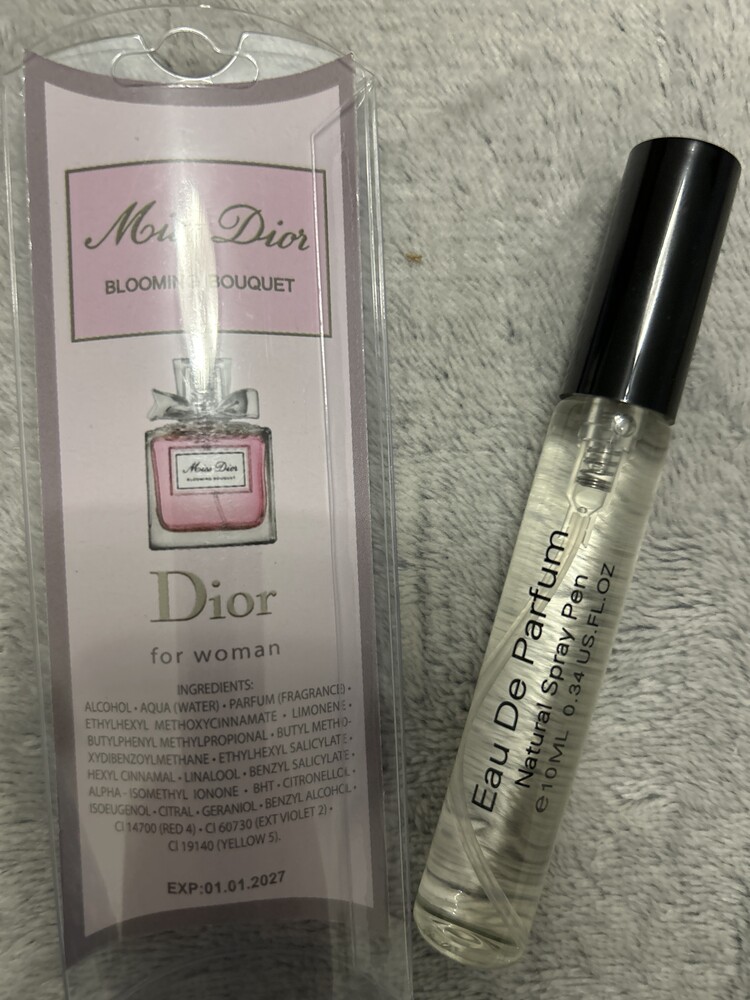 Miss Dior
BLOOMING BOUQUET
Miss Dior
BLOOMING BOUQUET
Dior
for woman
INGREDIENTS:
ALCOHOL • AQUA (WATER) • PARFUM (FRAGRANCE) •
ETHYLHEXYL METHOXYCINNAMATE • LIMONENE •
BUTYLPHENYL METHYLPROPIONAL • BUTYL METHO-
XYDIBENZOYLMETHANE • ETHYLHEXYL SALICYLATE •
HEXYL CINNAMAL • LINALOOL • BENZYL SALICYLATE •
ALPHA - ISOMETHYL IONONE • BHT • CITRONELLOL •
ISOEUGENOL • CITRAL • GERANIOL • BENZYL ALCOHOL •
CI 14700 (RED 4) • CI 60730 (EXT VIOLET 2) •
CI 19140 (YELLOW 5).
EXP:01.01.2027
Eau De Parfum
Natural Spray Pen
e10ML 0.34 US.FL.OZ